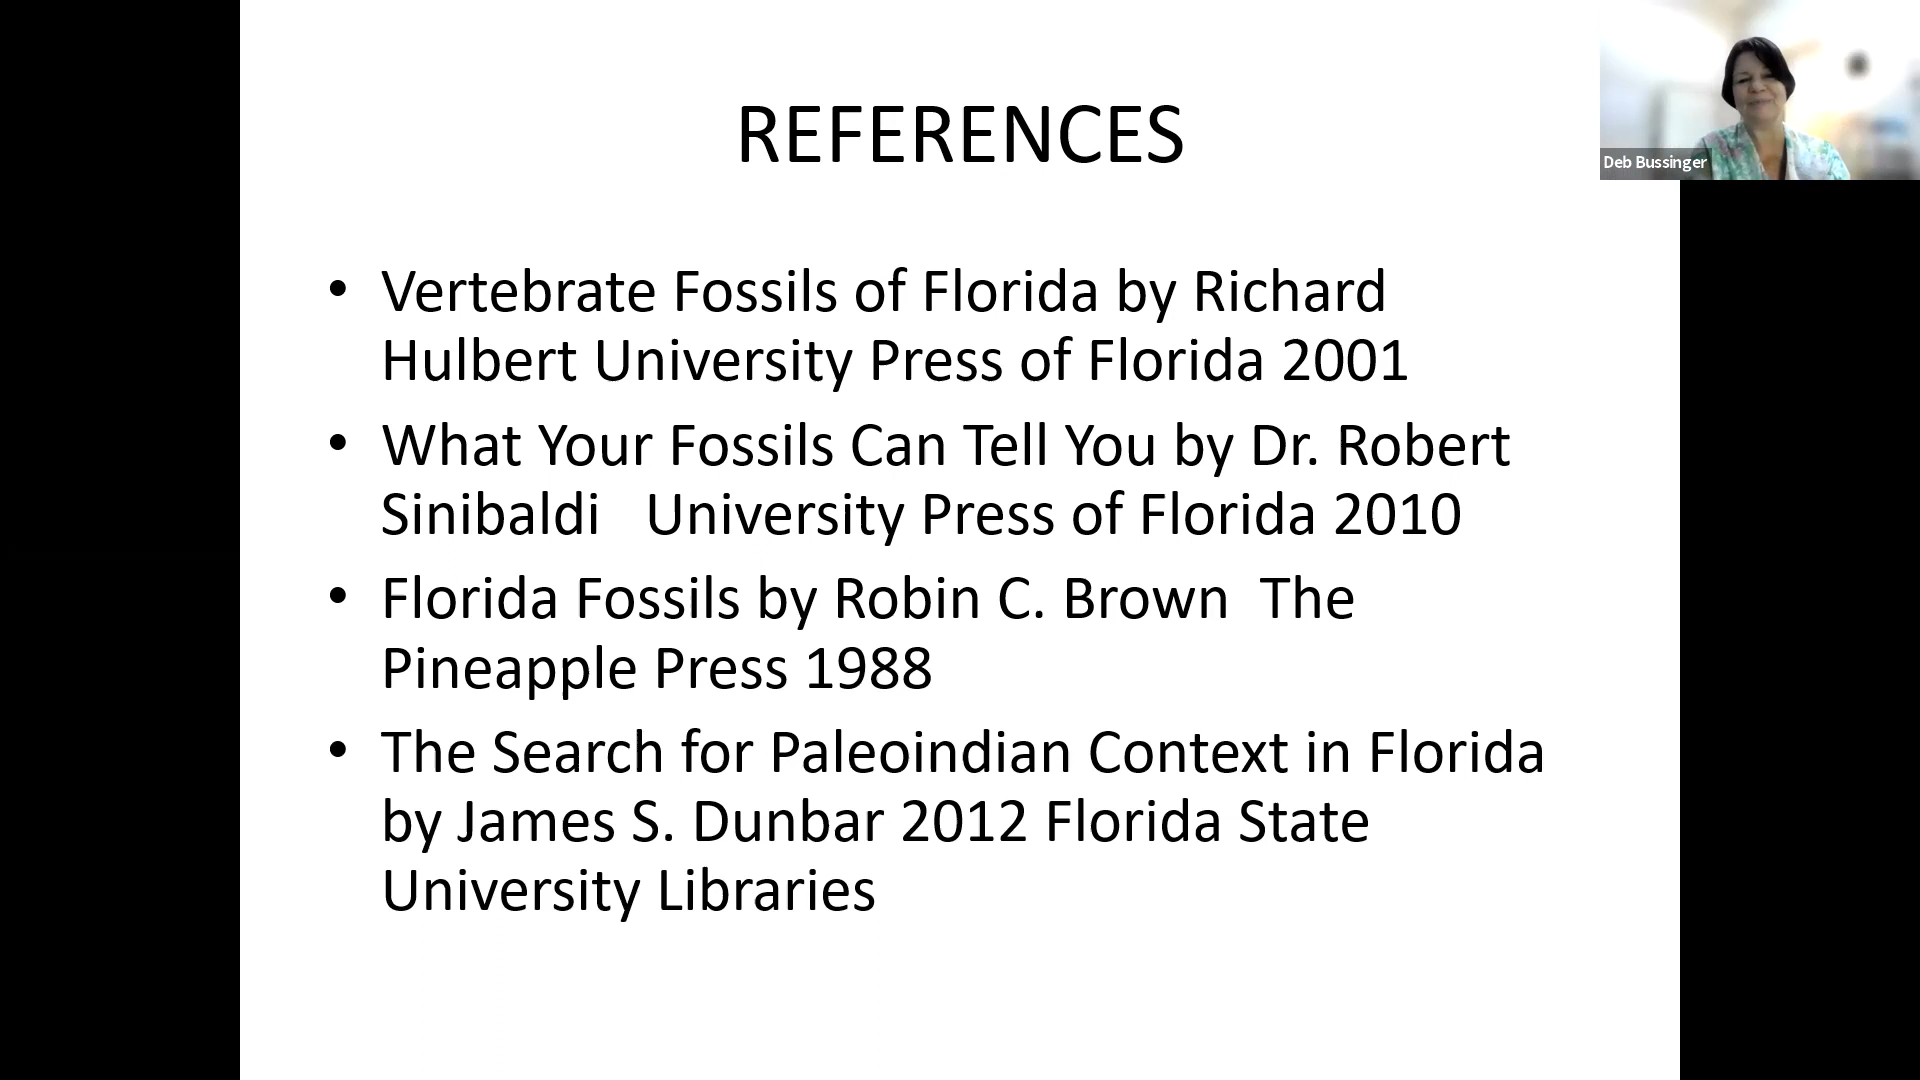 REFERENCES
Deb Bussinger
• Vertebrate Fossils of Florida by Richard
Hulbert University Press of Florida 2001
• What Your Fossils Can Tell You by Dr. Robert
Sinibaldi   University Press of Florida 2010
• Florida Fossils by Robin C. Brown  The
Pineapple Press 1988
• The Search for Paleoindian Context in Florida
by James S. Dunbar 2012 Florida State
University Libraries